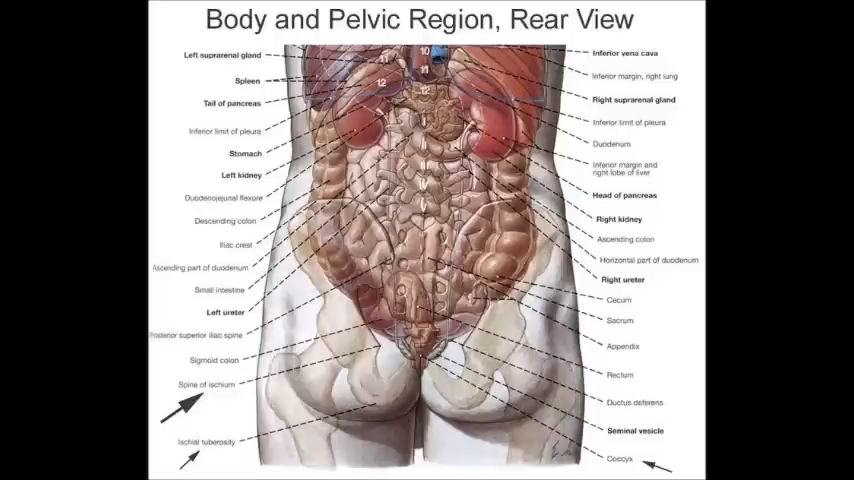 Body and Pelvic Region, Rear View
Left suprarenal gland
Spleen
Tail of pancreas
Inferior limit of pleura
Stomach
Left kidney
Duodenojejunal flexure
Descending colon
Iliac crest
Ascending part of duodenum
Small intestine
Left ureter
Posterior superior iliac spine
Sigmoid colon
Spine of ischium
Ischial tuberosity
11
12
10
11
12
Inferior vena cava
Inferior margin, right lung
Right suprarenal gland
Inferior limit of pleura
Duodenum
Inferior margin and
right lobe of liver
Head of pancreas
Right kidney
Ascending colon
Horizontal part of duodenum
Right ureter
Cecum
Sacrum
Appendix
Rectum
Ductus deferens
Seminal vesicle
Coccyx